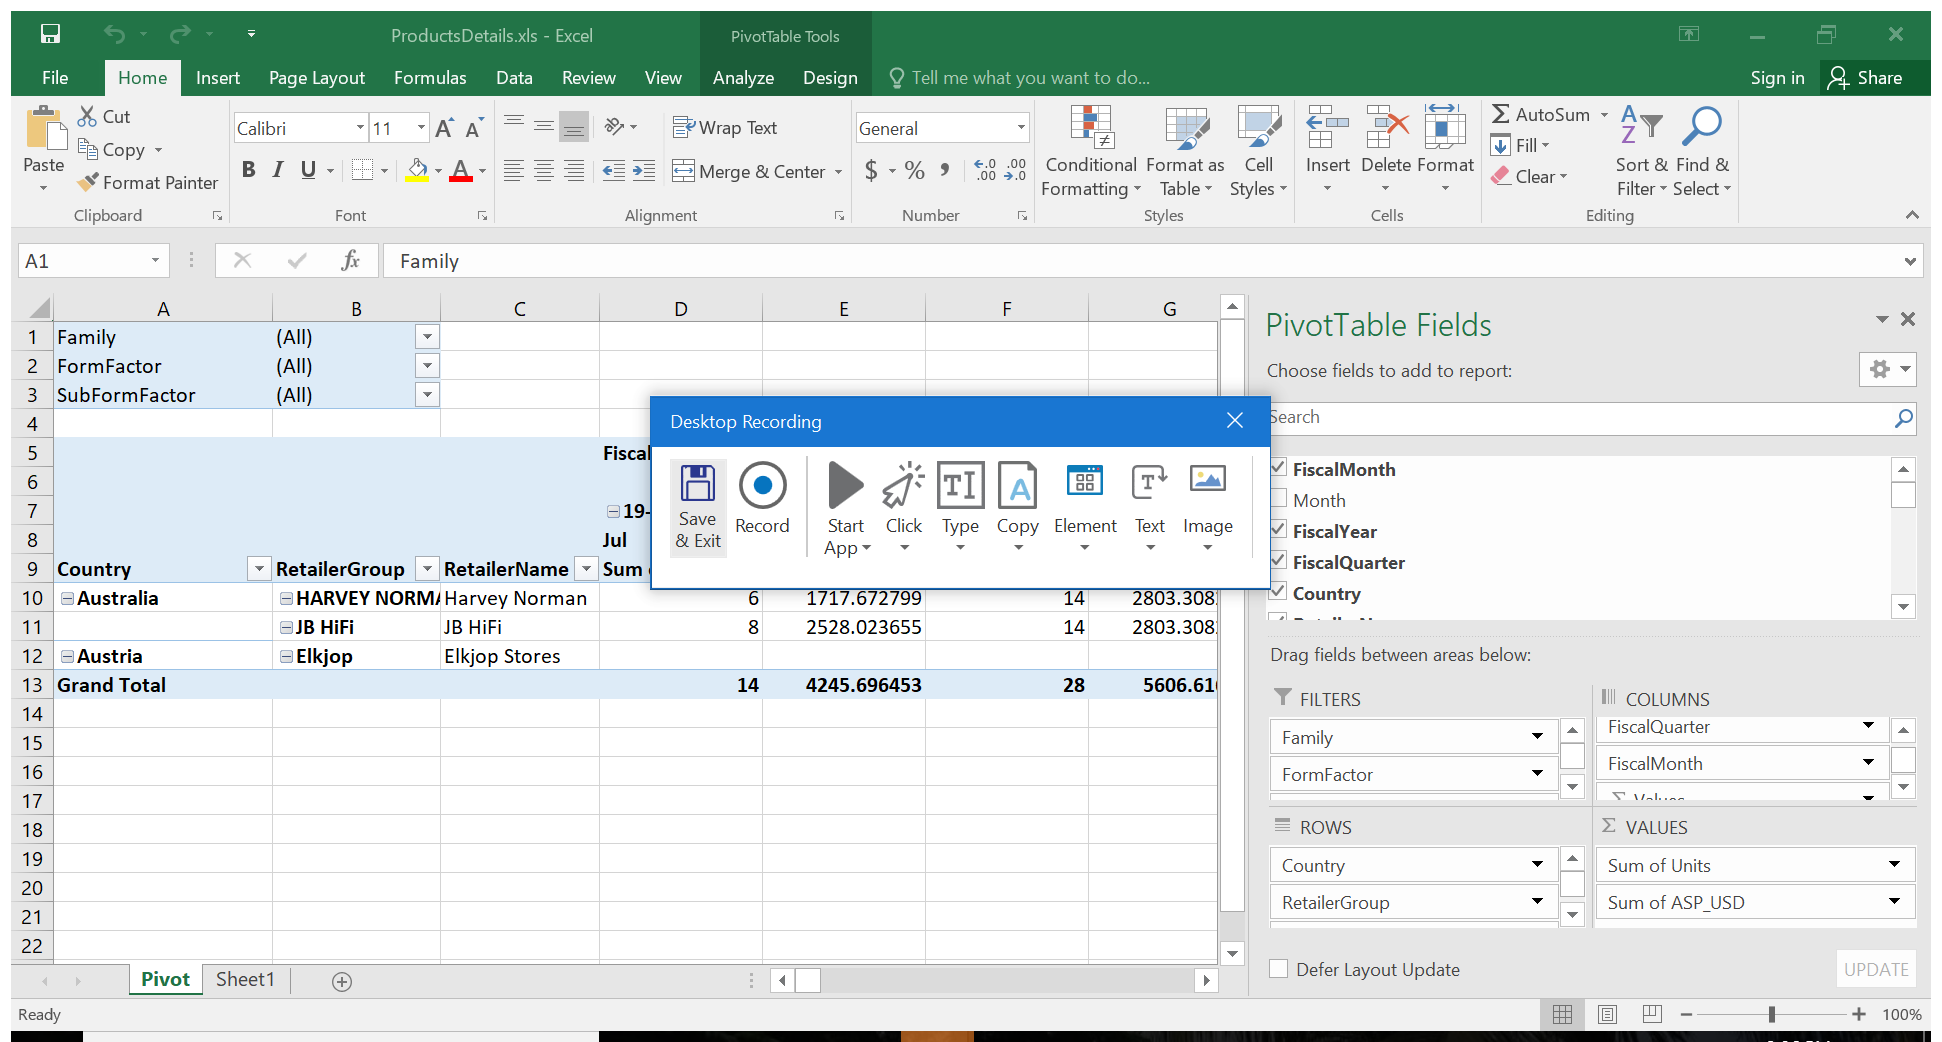 ProductsDetails.xls - Excel
PivotTable Tools
File Home Insert Page Layout Formulas Data Review View Analyze Design Tell me what you want to do... Sign in Share
Paste
Cut
Copy
Format Painter
Clipboard
Calibri 11 A A
B I U A
Font
Wrap Text
Merge & Center
Alignment
General
$ % ,
Number
Conditional Formatting
Format as Table
Cell Styles
Styles
Insert Delete Format
Cells
AutoSum
Fill
Clear
Sort & Filter
Find & Select
Editing
A1 fx Family
A B C D E F G
1 Family (All)
2 FormFactor (All)
3 SubFormFactor (All)
4
5 Fiscal
6
7 19-
8 Jul
9 Country RetailerGroup RetailerName Sum
10 Australia HARVEY NORMA Harvey Norman 6 1717.672799 14 2803.308
11 JB HiFi JB HiFi 8 2528.023655 14 2803.308
12 Austria Elkjop Elkjop Stores
13 Grand Total 14 4245.696453 28 5606.61
14
15
16
17
18
19
20
21
22
Desktop Recording
Save & Exit
Record
Start App
Click
Type
Copy
Element
Text
Image
PivotTable Fields
Choose fields to add to report:
Search
FiscalMonth
Month
FiscalYear
FiscalQuarter
Country
Drag fields between areas below:
FILTERS
Family
FormFactor
COLUMNS
FiscalQuarter
FiscalMonth
Values
ROWS
Country
RetailerGroup
VALUES
Sum of Units
Sum of ASP_USD
Defer Layout Update UPDATE
Pivot Sheet1
Ready 100%